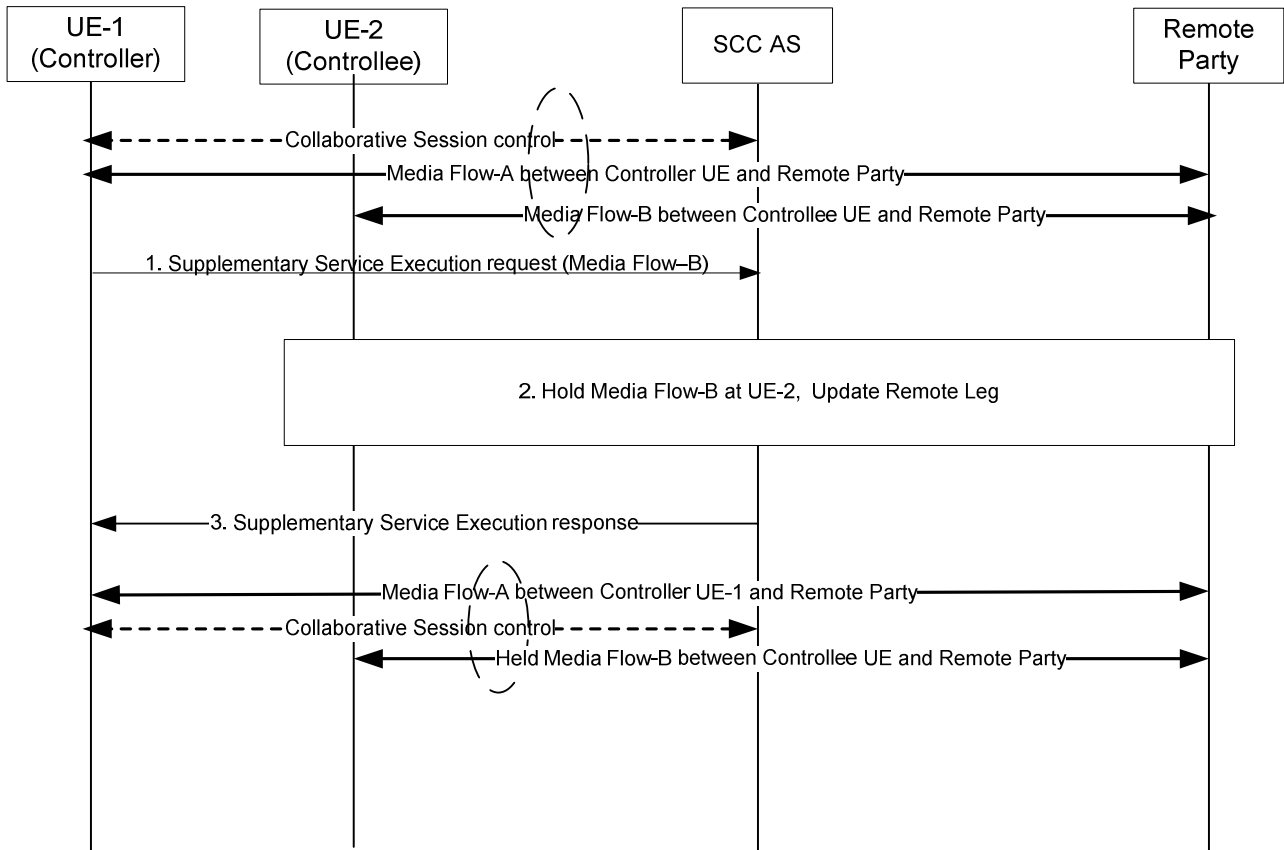 UE-1
(Controller)
UE-2
(Controllee)
SCC AS
Remote
Party
Collaborative Session control
Media Flow-A between Controller UE and Remote Party
Media Flow-B between Controllee UE and Remote Party
1. Supplementary Service Execution request (Media Flow–B)
2. Hold Media Flow-B at UE-2, Update Remote Leg
3. Supplementary Service Execution response
Media Flow-A between Controller UE-1 and Remote Party
Collaborative Session control
Held Media Flow-B between Controllee UE and Remote Party